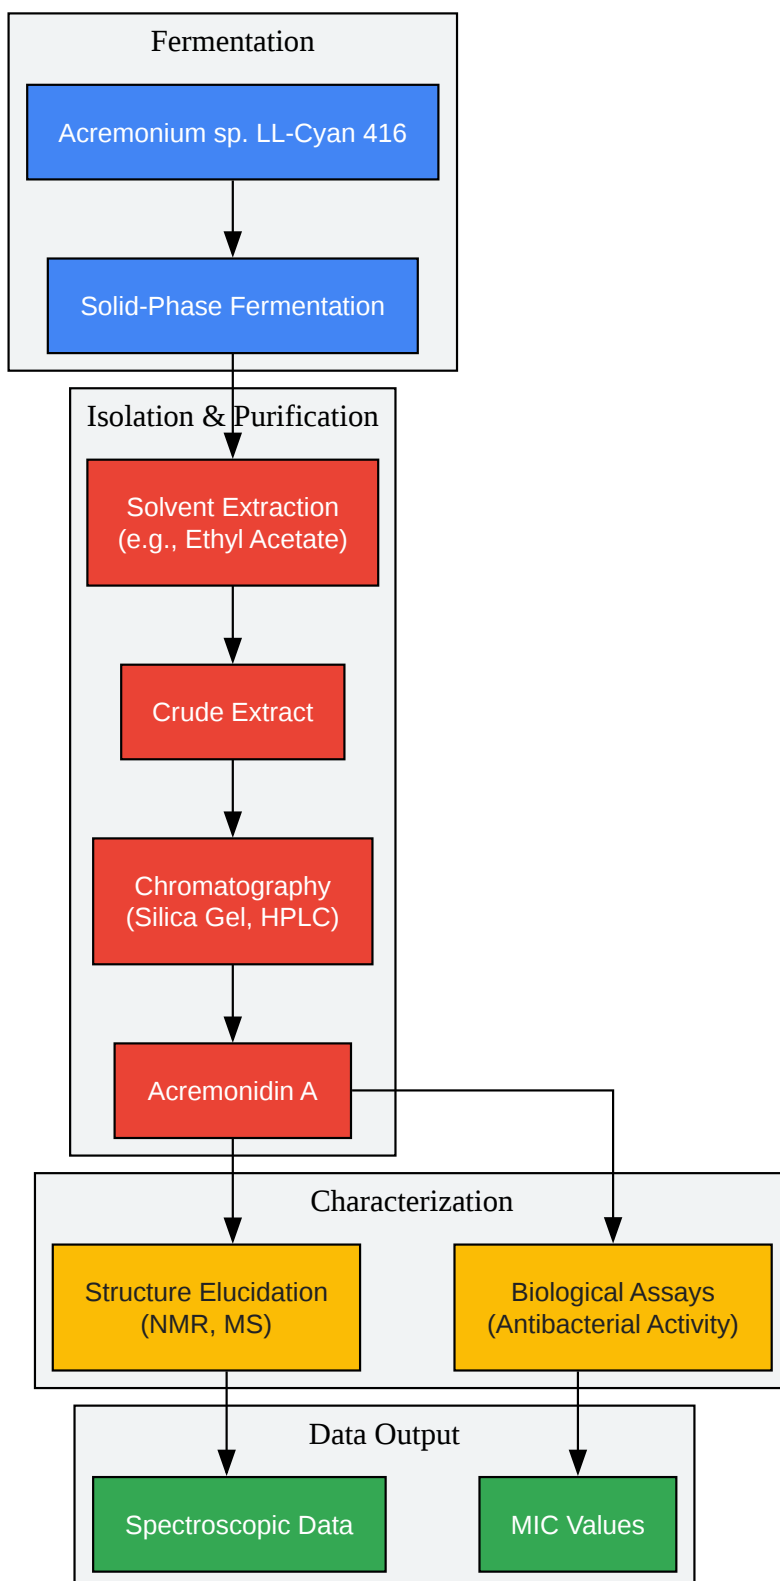 Fermentation
Acremonium sp. LL-Cyan 416
Solid-Phase Fermentation
Isolation & Purification
Solvent Extraction
(e.g., Ethyl Acetate)
Crude Extract
Chromatography
(Silica Gel, HPLC)
Acremonidin A
Characterization
Structure Elucidation
(NMR, MS)
Biological Assays
(Antibacterial Activity)
Data Output
Spectroscopic Data
MIC Values